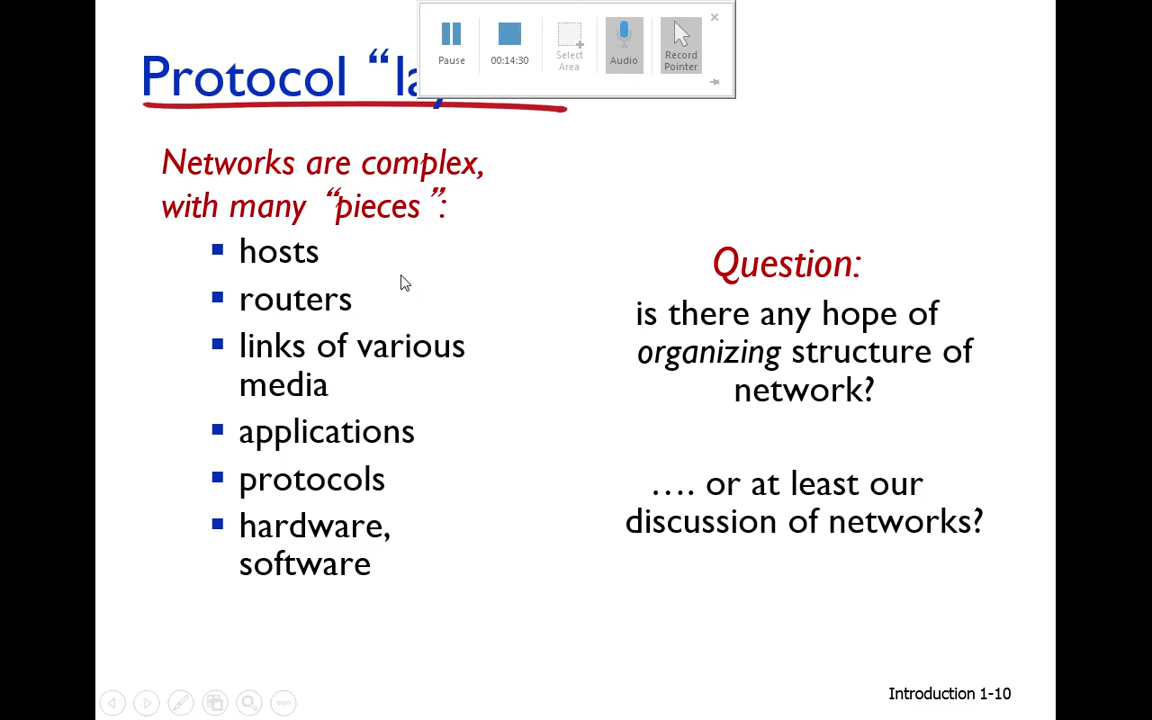 Pause
00:14:30
Select
Area
Audio
Record
Pointer
Protocol “la
Networks are complex,
with many “pieces”:
hosts
routers
links of various
media
applications
protocols
hardware,
software
Question:
is there any hope of
organizing structure of
network?
…. or at least our
discussion of networks?
Introduction 1-10